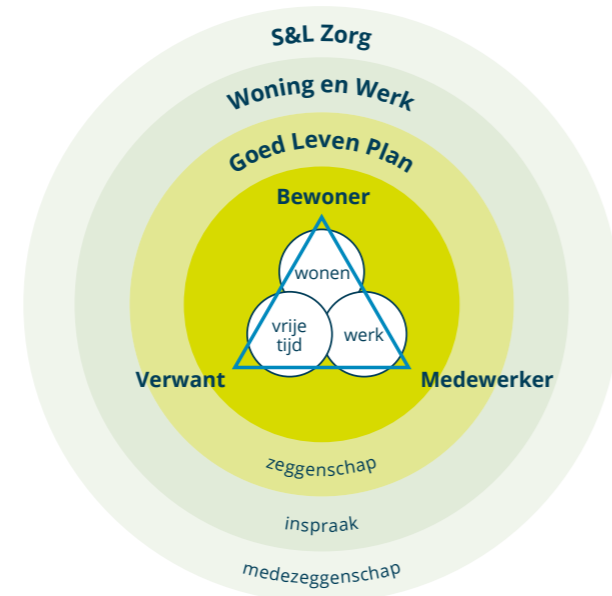 S&L Zorg
Woning en Werk
Goed Leven Plan
Bewoner
wonen
vrije
tijd
werk
Verwant
Medewerker
zeggenschap
inspraak
medezeggenschap